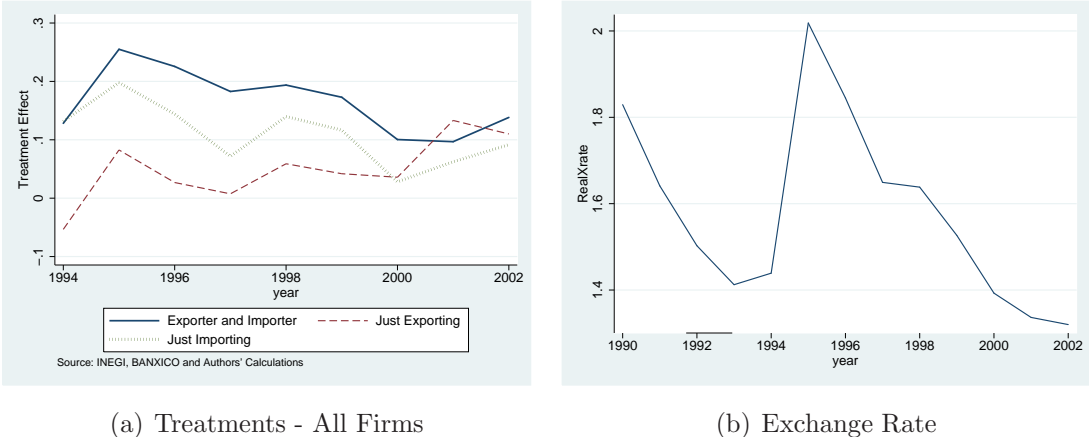 .3
.2
.1
0
-.1
Treatment Effect
1994 1996 1998 2000 2002
year
Exporter and Importer Just Exporting
Just Importing
Source: INEGI, BANXICO and Authors' Calculations
(a) Treatments - All Firms
2
1.8
1.6
1.4
RealXrate
1990 1992 1994 1996 1998 2000 2002
year
(b) Exchange Rate